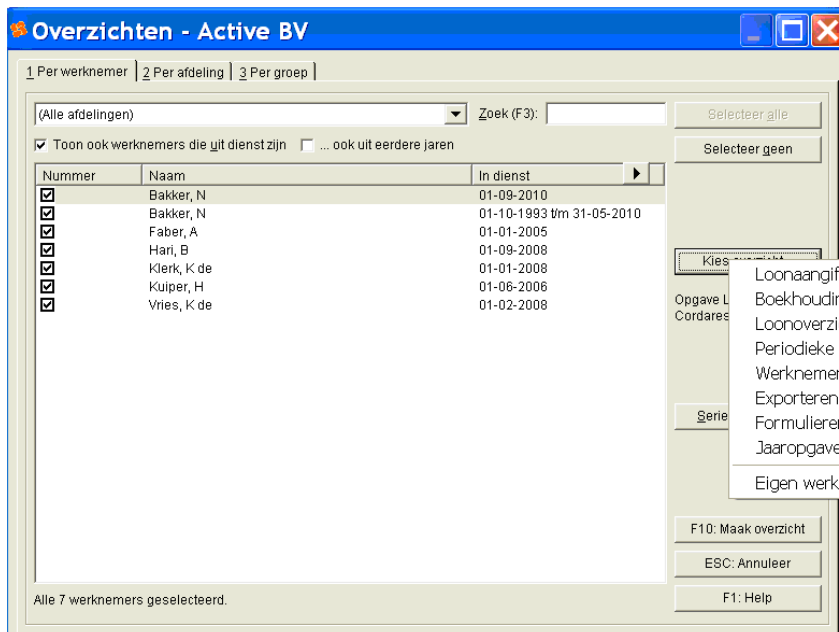 Overzichten - Active BV
1 Per werknemer 2 Per afdeling 3 Per groep
(Alle afdelingen) Zoek (F3): Selecteer alle
Toon ook werknemers die uit dienst zijn ... ook uit eerdere jaren Selecteer geen
Nummer Naam In dienst
Bakker, N 01-09-2010
Bakker, N 01-10-1993 t/m 31-05-2010
Faber, A 01-01-2005
Hari, B 01-09-2008
Klerk, K de 01-01-2008
Kuiper, H 01-06-2006
Vries, K de 01-02-2008
Kies
Opgave L
Cordares
Loonaangif
Boekhoudin
Loonoverzi
Periodieke
Werknemer
Exporteren
Formulieren
Jaaropgave
Eigen werk
Serie
F10: Maak overzicht
ESC: Annuleer
F1: Help
Alle 7 werknemers geselecteerd.